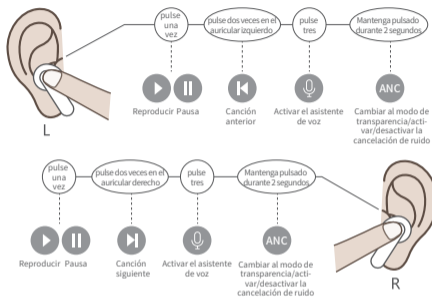 pulse
una
vez
pulse dos veces en el
auricular izquierdo
pulse
tres
Mantenga pulsado
durante 2 segundos
ANC
Reproducir Pausa
Canción
anterior
Activar el asistente
de voz
Cambiar al modo de
transparencia/acti-
var/desactivar la
cancelación de ruido
L
pulse
una
vez
pulse dos veces en el
auricular derecho
pulse
tres
Mantenga pulsado
durante 2 segundos
ANC
Reproducir Pausa
Canción
siguiente
Activar el asistente
de voz
Cambiar al modo de
transparencia/acti-
var/desactivar la
cancelación de ruido
R